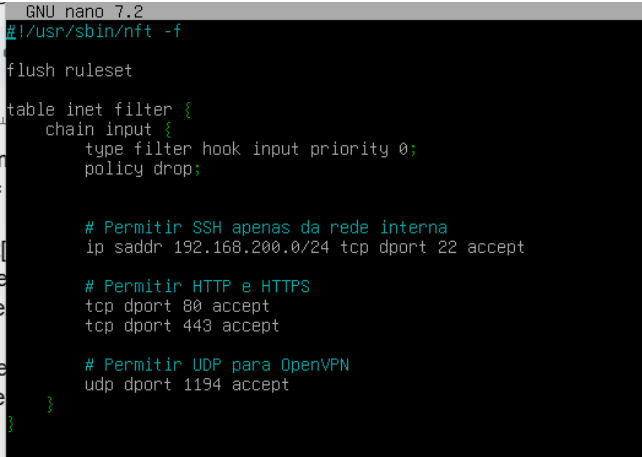 GNU nano 7.2
#!/usr/sbin/nft -f
flush ruleset
table inet filter {
chain input {
type filter hook input priority 0;
policy drop;
# Permitir SSH apenas da rede interna
ip saddr 192.168.200.0/24 tcp dport 22 accept
# Permitir HTTP e HTTPS
tcp dport 80 accept
tcp dport 443 accept
# Permitir UDP para OpenVPN
udp dport 1194 accept
}
}